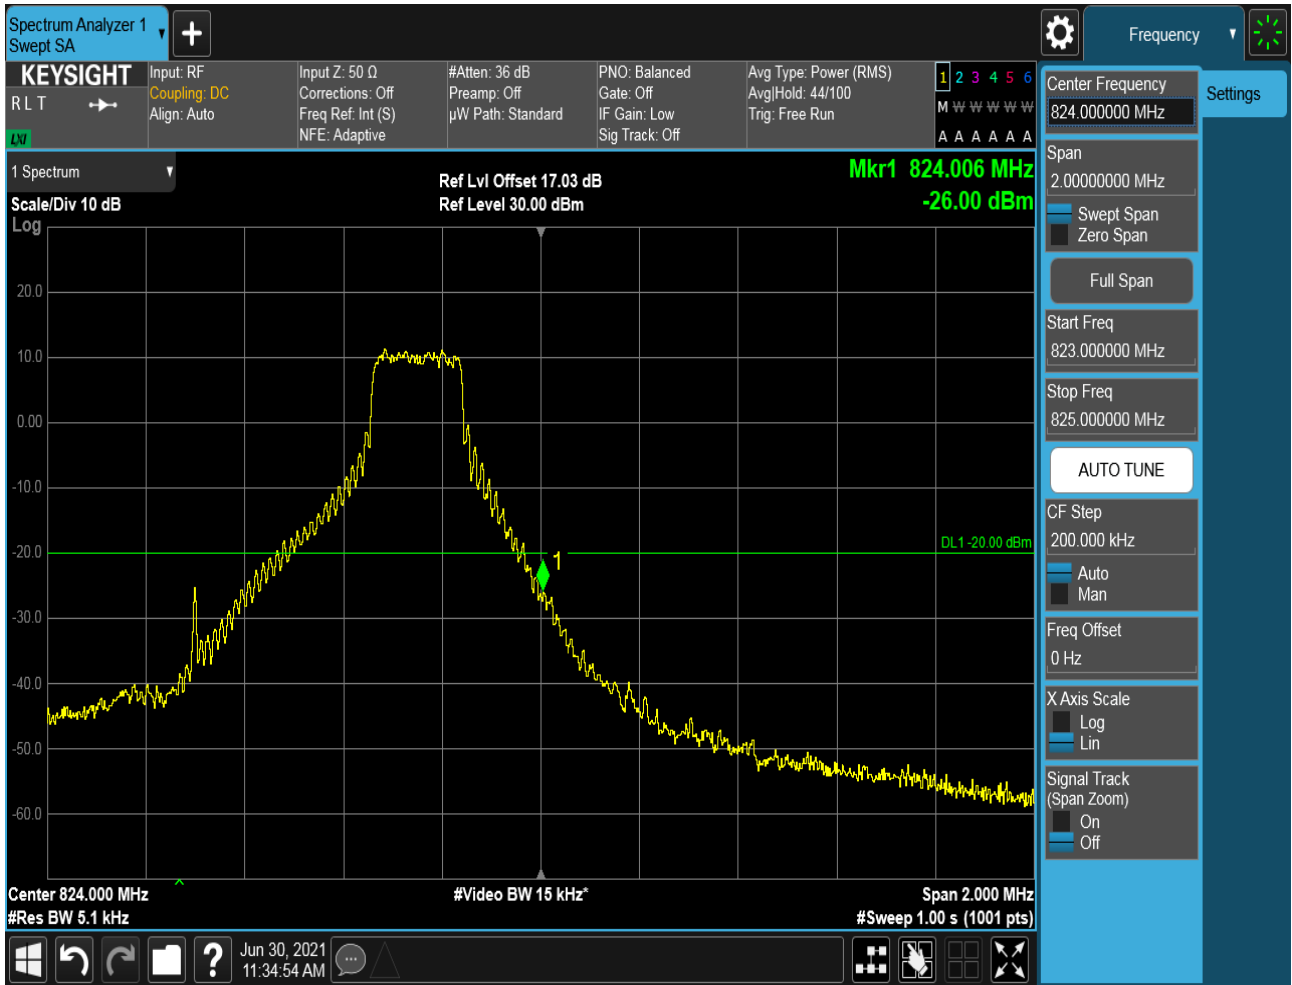 Spectrum Analyzer 1
Swept SA
Frequency
KEYSIGHT
R L T
LXI
Input: RF
Coupling: DC
Align: Auto
Input Z: 50 Ω
Corrections: Off
Freq Ref: Int (S)
NFE: Adaptive
#Atten: 36 dB
Preamp: Off
µW Path: Standard
PNO: Balanced
Gate: Off
IF Gain: Low
Sig Track: Off
Avg Type: Power (RMS)
Avg|Hold: 44/100
Trig: Free Run
1 2 3 4 5 6
M W W W W W
A A A A A A
1 Spectrum
Scale/Div 10 dB
Log
Ref Lvl Offset 17.03 dB
Ref Level 30.00 dBm
Mkr1 824.006 MHz
-26.00 dBm
20.0
10.0
0.00
-10.0
-20.0
-30.0
-40.0
-50.0
-60.0
DL1 -20.00 dBm
1
Center 824.000 MHz
#Res BW 5.1 kHz
#Video BW 15 kHz*
Span 2.000 MHz
#Sweep 1.00 s (1001 pts)
Center Frequency
824.000000 MHz
Settings
Span
2.00000000 MHz
Swept Span
Zero Span
Full Span
Start Freq
823.000000 MHz
Stop Freq
825.000000 MHz
AUTO TUNE
CF Step
200.000 kHz
Auto
Man
Freq Offset
0 Hz
X Axis Scale
Log
Lin
Signal Track
(Span Zoom)
On
Off
?
Jun 30, 2021
11:34:54 AM